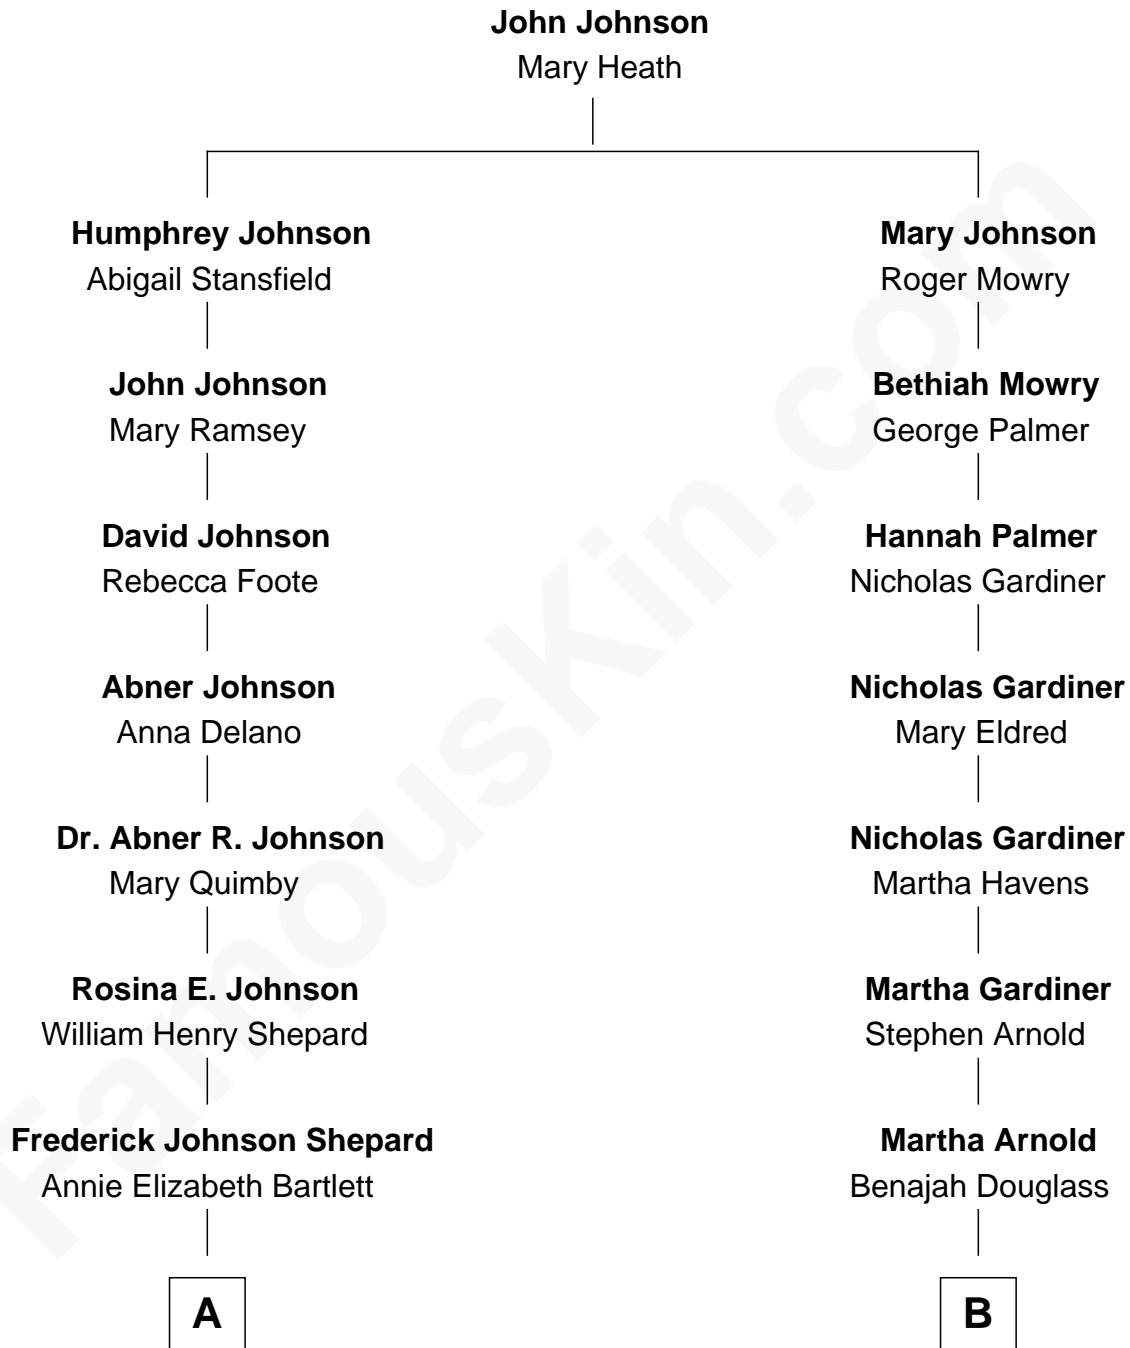 John Johnson
Mary Heath
Humphrey Johnson
Abigail Stansfield
Mary Johnson
Roger Mowry
John Johnson
Mary Ramsey
Bethiah Mowry
George Palmer
David Johnson
Rebecca Foote
Hannah Palmer
Nicholas Gardiner
Abner Johnson
Anna Delano
Nicholas Gardiner
Mary Eldred
Dr. Abner R. Johnson
Mary Quimby
Nicholas Gardiner
Martha Havens
Rosina E. Johnson
William Henry Shepard
Martha Gardiner
Stephen Arnold
Frederick Johnson Shepard
Annie Elizabeth Bartlett
Martha Arnold
Benajah Douglass
A
B
FamousKin.com